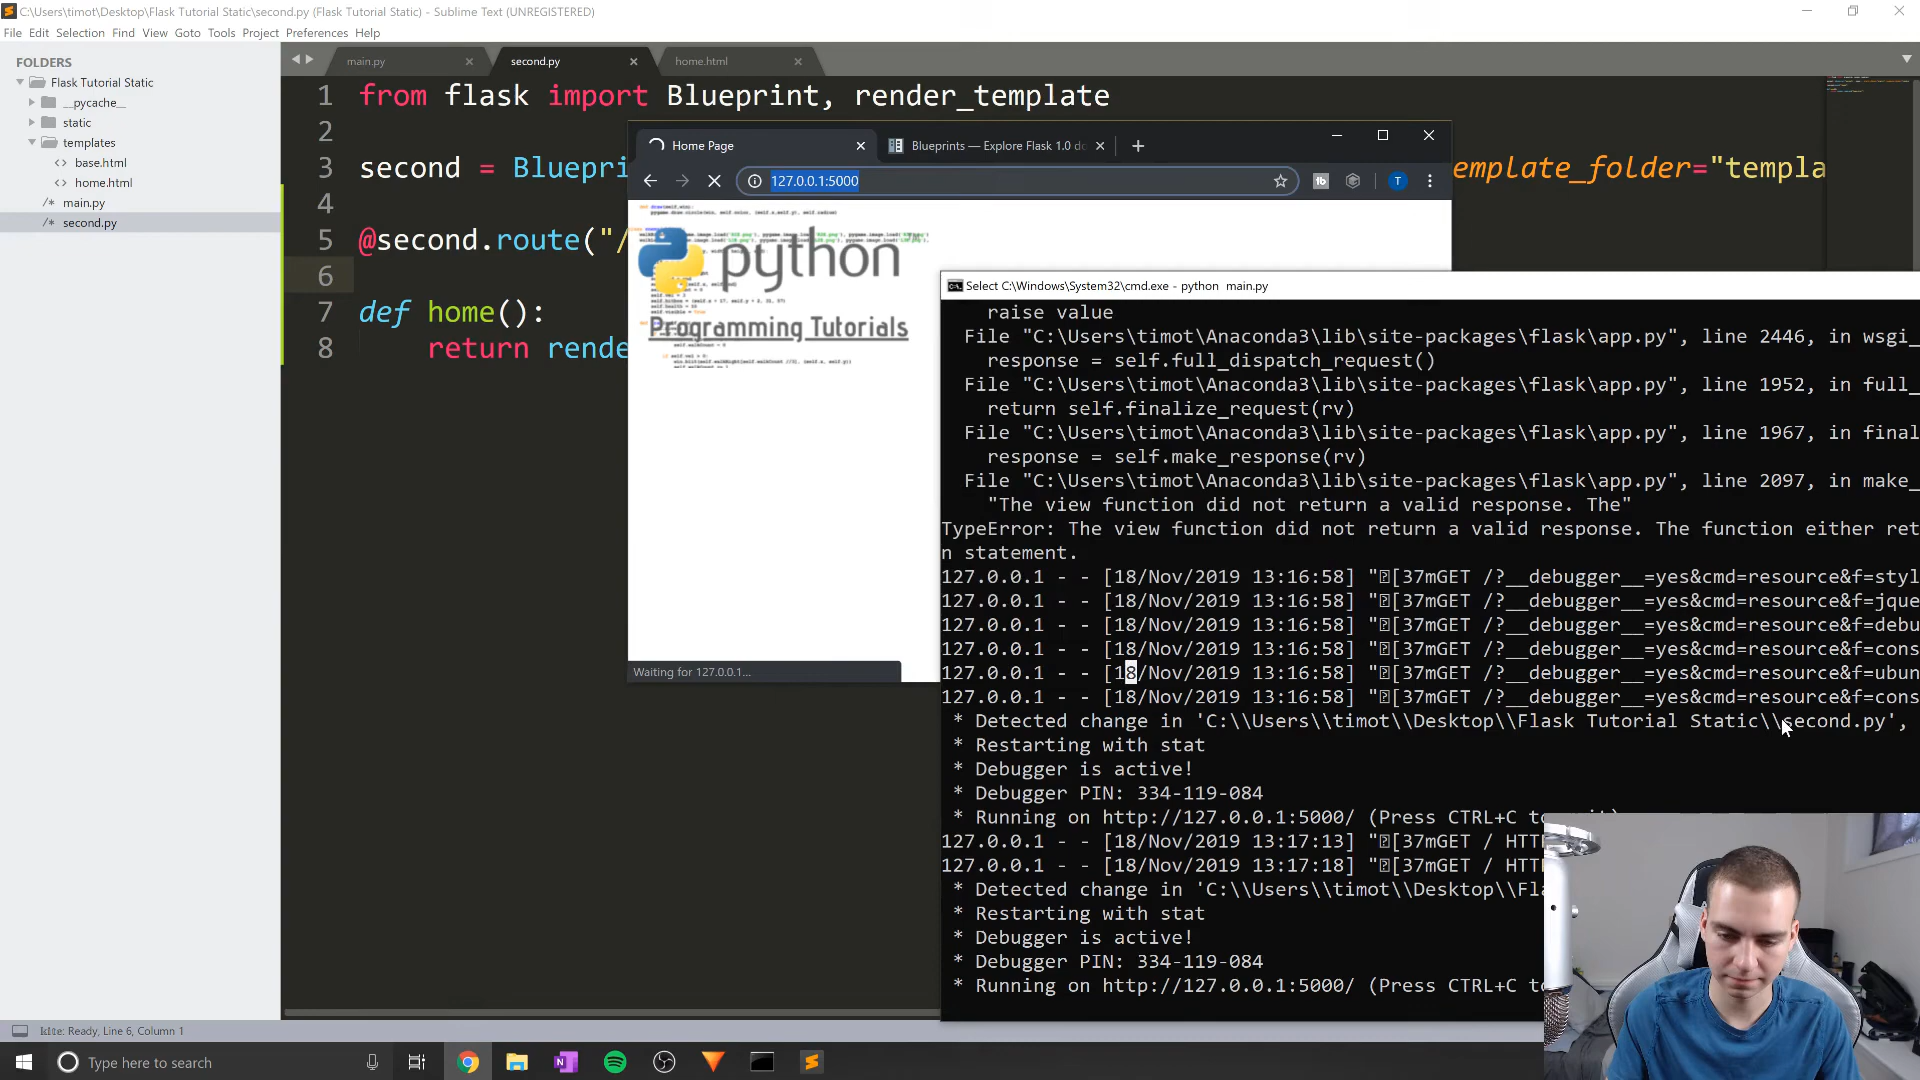 C:\Users\timot\Desktop\Flask Tutorial Static\second.py (Flask Tutorial Static) - Sublime Text (UNREGISTERED)
File Edit Selection Find View Goto Tools Project Preferences Help
FOLDERS
Flask Tutorial Static
__pycache__
static
templates
base.html
home.html
main.py
second.py
main.py
second.py
home.html
1 from flask import Blueprint, render_template
2
3 second = Bluepri
emplate_folder="templa
4
5 @second.route("/
6
7 def home():
8 return rende
Home Page
Blueprints — Explore Flask 1.0 do
127.0.0.1:5000
T
python
Programming Tutorials
Waiting for 127.0.0.1...
Select C:\Windows\System32\cmd.exe - python main.py
raise value
File "C:\Users\timot\Anaconda3\lib\site-packages\flask\app.py", line 2446, in wsgi_
response = self.full_dispatch_request()
File "C:\Users\timot\Anaconda3\lib\site-packages\flask\app.py", line 1952, in full_
return self.finalize_request(rv)
File "C:\Users\timot\Anaconda3\lib\site-packages\flask\app.py", line 1967, in final
response = self.make_response(rv)
File "C:\Users\timot\Anaconda3\lib\site-packages\flask\app.py", line 2097, in make_
"The view function did not return a valid response. The"
TypeError: The view function did not return a valid response. The function either ret
n statement.
127.0.0.1 - - [18/Nov/2019 13:16:58] "[37mGET /?__debugger__=yes&cmd=resource&f=styl
127.0.0.1 - - [18/Nov/2019 13:16:58] "[37mGET /?__debugger__=yes&cmd=resource&f=jque
127.0.0.1 - - [18/Nov/2019 13:16:58] "[37mGET /?__debugger__=yes&cmd=resource&f=debu
127.0.0.1 - - [18/Nov/2019 13:16:58] "[37mGET /?__debugger__=yes&cmd=resource&f=cons
127.0.0.1 - - [18/Nov/2019 13:16:58] "[37mGET /?__debugger__=yes&cmd=resource&f=ubun
127.0.0.1 - - [18/Nov/2019 13:16:58] "[37mGET /?__debugger__=yes&cmd=resource&f=cons
* Detected change in 'C:\\Users\\timot\\Desktop\\Flask Tutorial Static\\second.py',
* Restarting with stat
* Debugger is active!
* Debugger PIN: 334-119-084
* Running on http://127.0.0.1:5000/ (Press CTRL+C to
127.0.0.1 - - [18/Nov/2019 13:17:13] "[37mGET / HTT
127.0.0.1 - - [18/Nov/2019 13:17:18] "[37mGET / HTT
* Detected change in 'C:\\Users\\timot\\Desktop\\Fla
* Restarting with stat
* Debugger is active!
* Debugger PIN: 334-119-084
* Running on http://127.0.0.1:5000/ (Press CTRL+C to
Ready, Line 6, Column 1
Type here to search